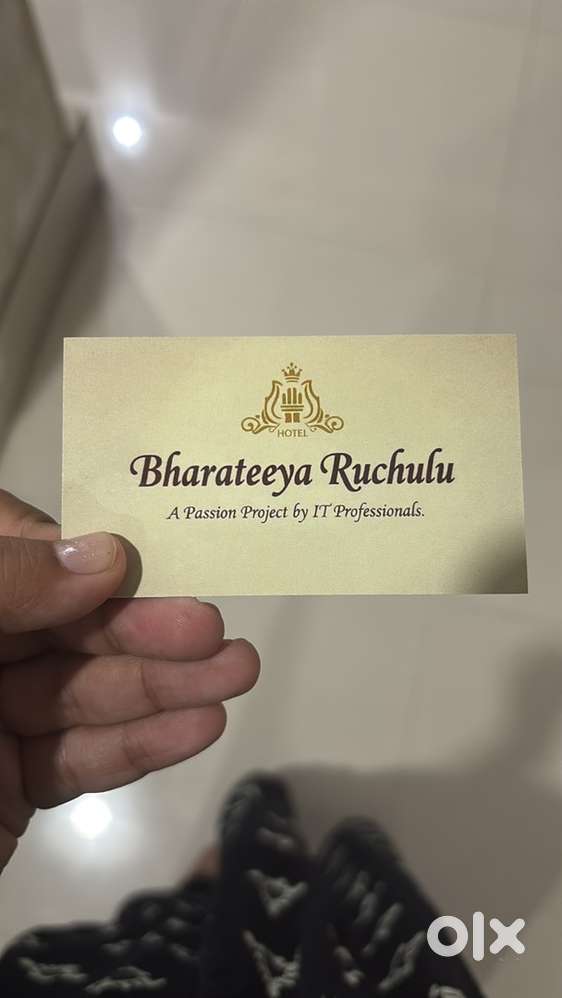 HOTEL
Bharateeya Ruchulu
A Passion Project by IT Professionals.
olx